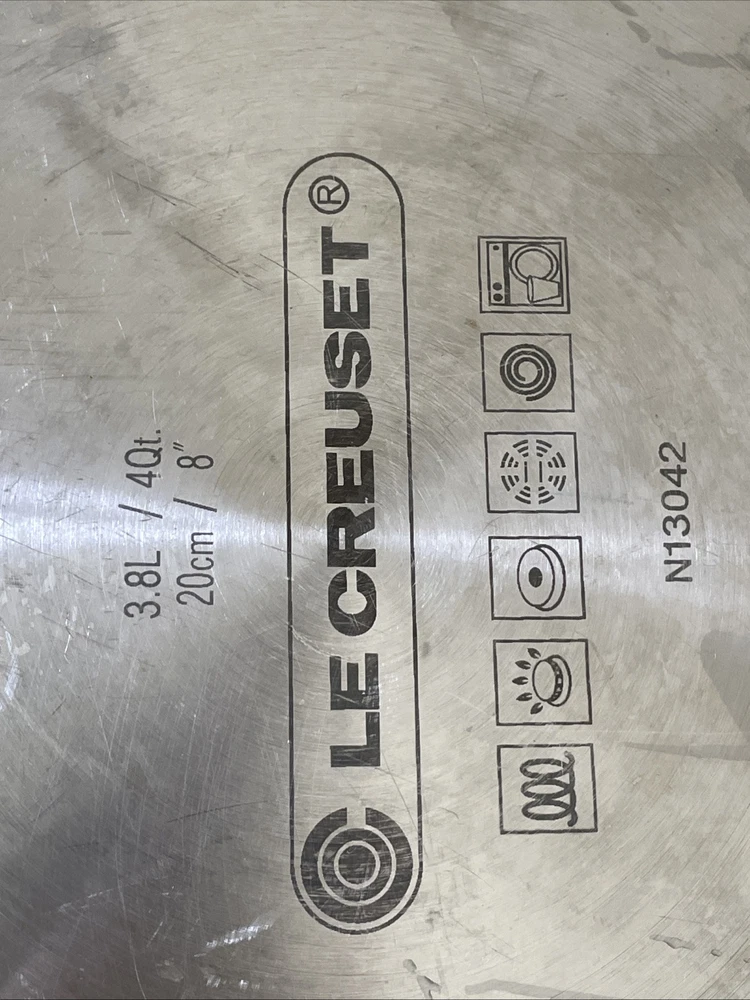 3.8L / 4Qt.
20cm / 8″
LE CREUSET®
N13042